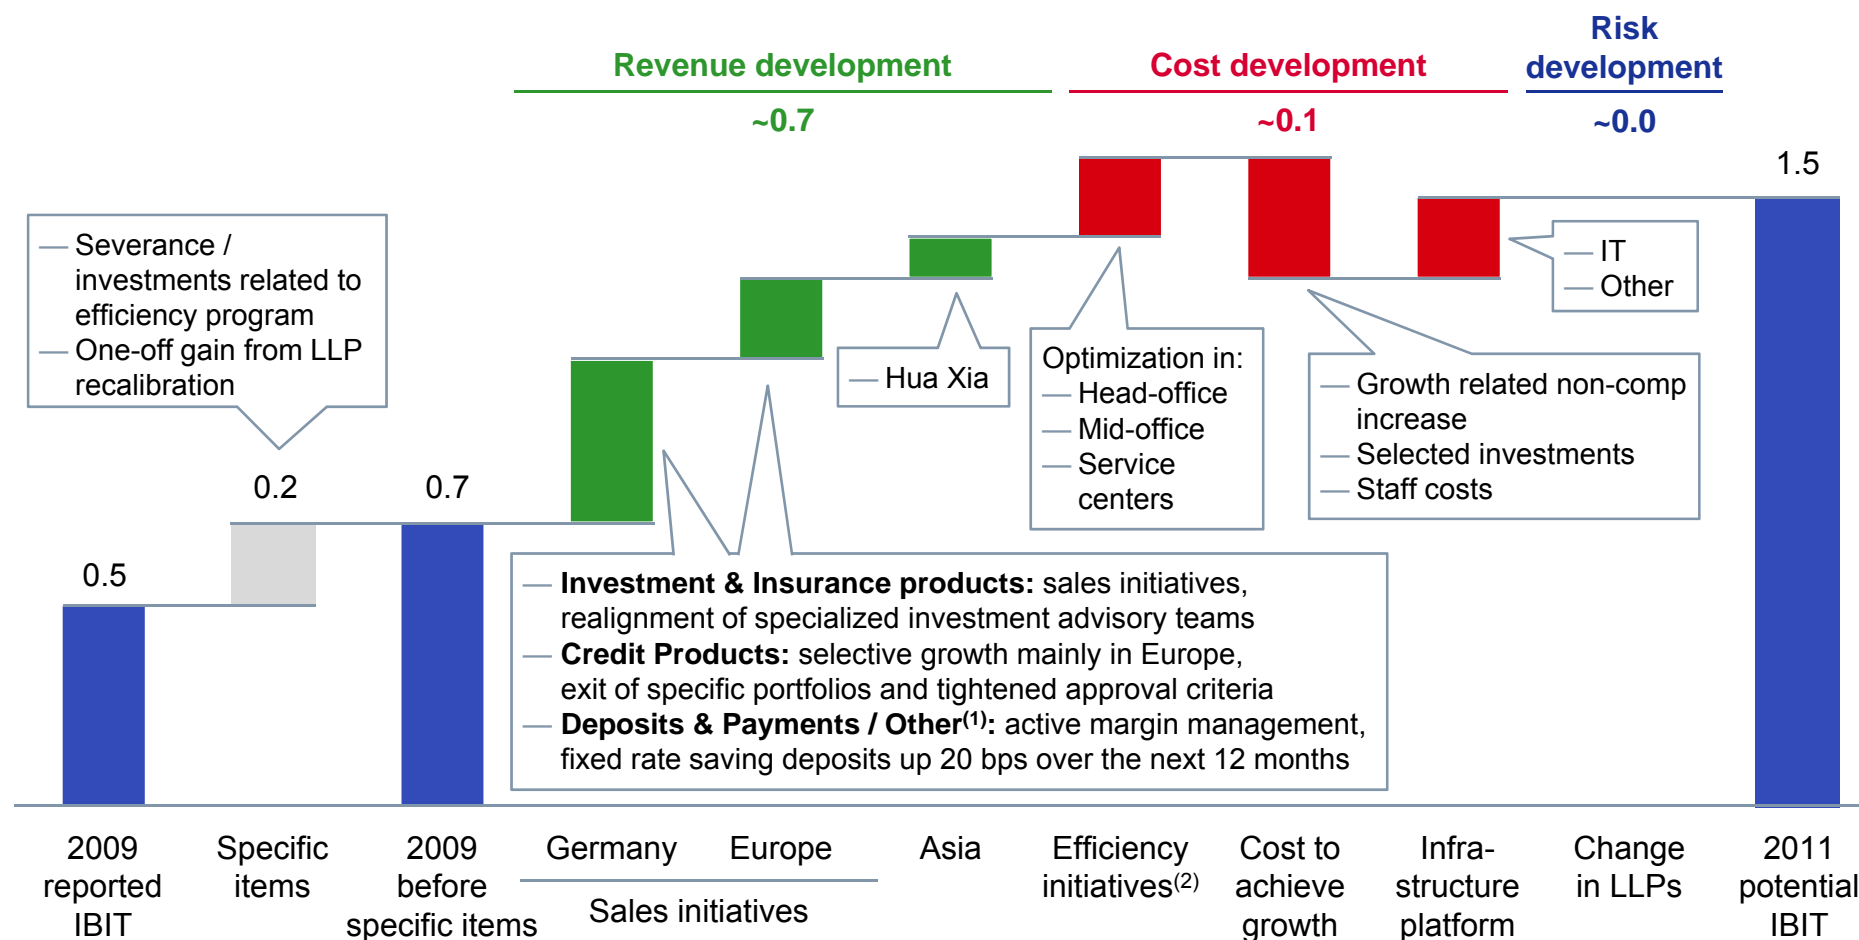 Revenue development
~0.7
Cost development
~0.1
Risk
development
~0.0
1.5
— Severance /
investments related to
efficiency program
— One-off gain from LLP
recalibration
0.2
0.7
0.5
— Hua Xia
Optimization in:
— Head-office
— Mid-office
— Service
centers
— IT
— Other
— Growth related non-comp
increase
— Selected investments
— Staff costs
— Investment & Insurance products: sales initiatives,
realignment of specialized investment advisory teams
— Credit Products: selective growth mainly in Europe,
exit of specific portfolios and tightened approval criteria
— Deposits & Payments / Other(1): active margin management,
fixed rate saving deposits up 20 bps over the next 12 months
2009
reported
IBIT
Specific
items
2009
before
specific items
Germany
Europe
Sales initiatives
Asia
Efficiency
initiatives(2)
Cost to
achieve
growth
Infra-
structure
platform
Change
in LLPs
2011
potential
IBIT